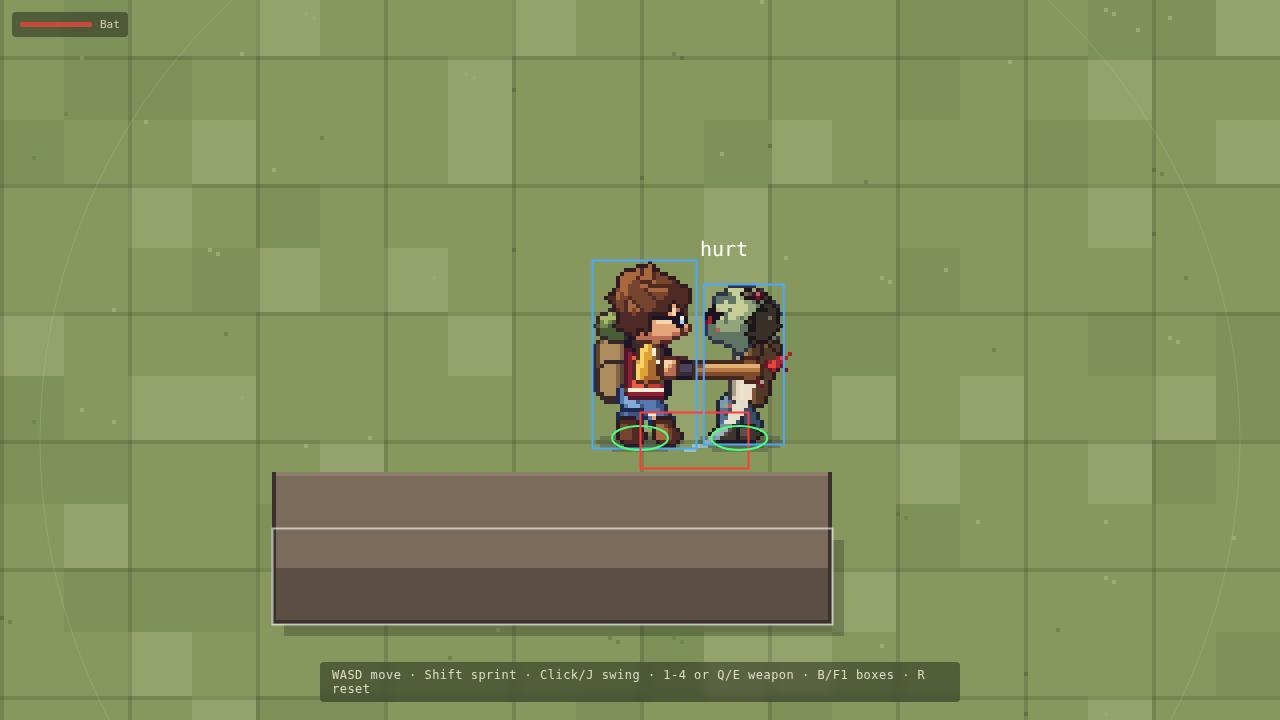 Bat
hurt
WASD move · Shift sprint · Click/J swing · 1-4 or Q/E weapon · B/F1 boxes · R
reset